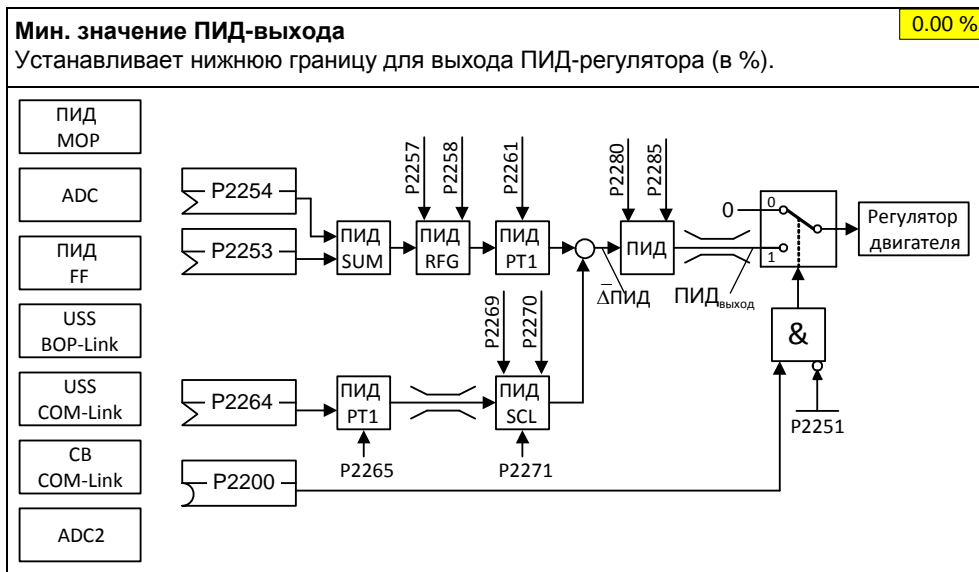 Мин. значение ПИД-выхода
0.00 %
Устанавливает нижнюю границу для выхода ПИД-регулятора (в %).
ПИД
MOP
ADC
ПИД
FF
USS
BOP-Link
USS
COM-Link
CB
COM-Link
ADC2
P2254
P2253
ПИД
SUM
P2257
P2258
ПИД
RFG
P2261
ПИД
PT1
ΔПИД
P2280
P2285
ПИД
ПИДвыход
0
0
1
Регулятор
двигателя
&
P2251
P2264
ПИД
PT1
P2265
P2269
P2270
ПИД
SCL
P2271
P2200